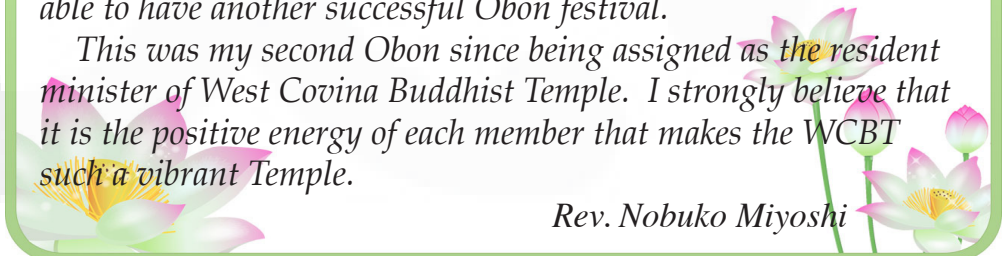 able to have another successful Obon festival.
This was my second Obon since being assigned as the resident
minister of West Covina Buddhist Temple.  I strongly believe that
it is the positive energy of each member that makes the WCBT
such a vibrant Temple.
Rev. Nobuko Miyoshi